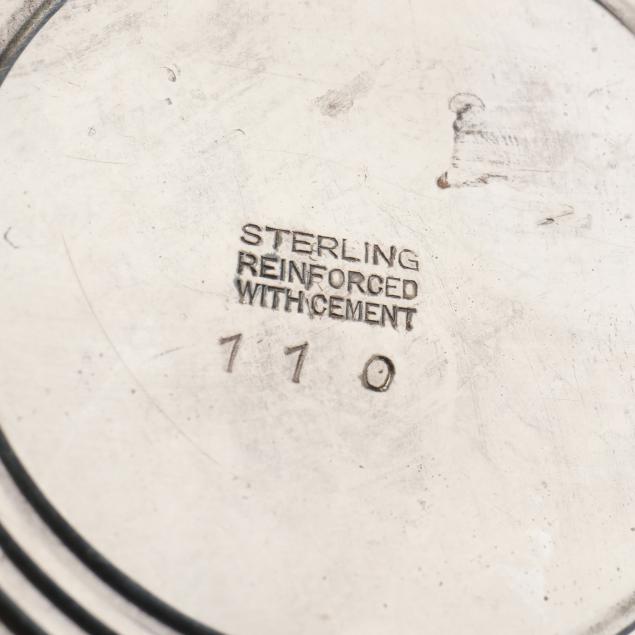 STERLING
REINFORCED
WITH CEMENT
110